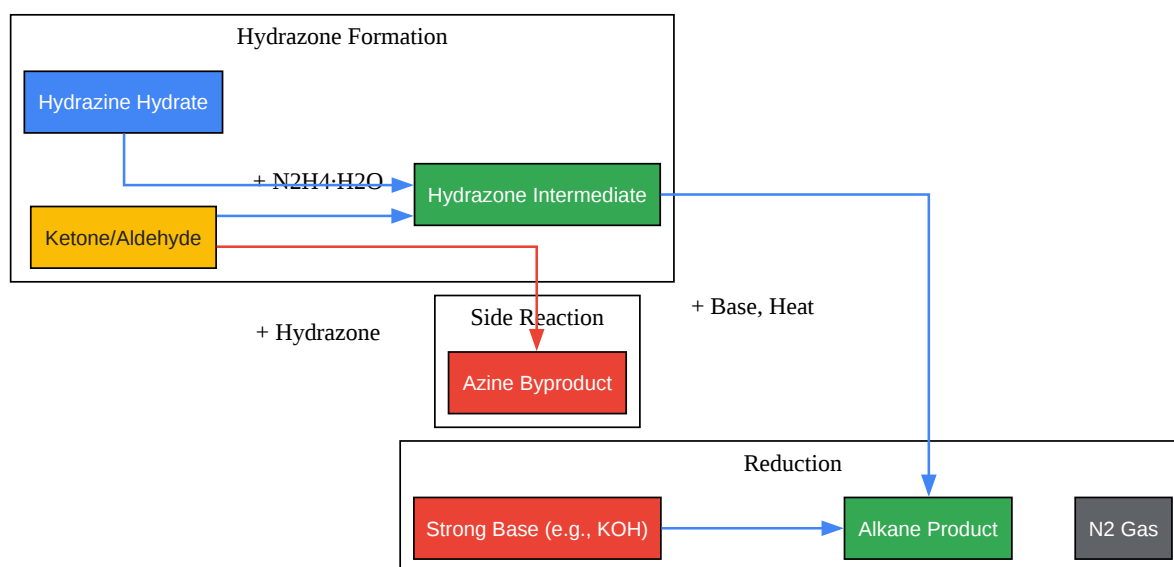 Hydrazone Formation
Hydrazine Hydrate
+ N2H4·H2O
Hydrazone Intermediate
Ketone/Aldehyde
+ Base, Heat
Side Reaction
+ Hydrazone
Azine Byproduct
Reduction
Strong Base (e.g., KOH)
Alkane Product
N2 Gas